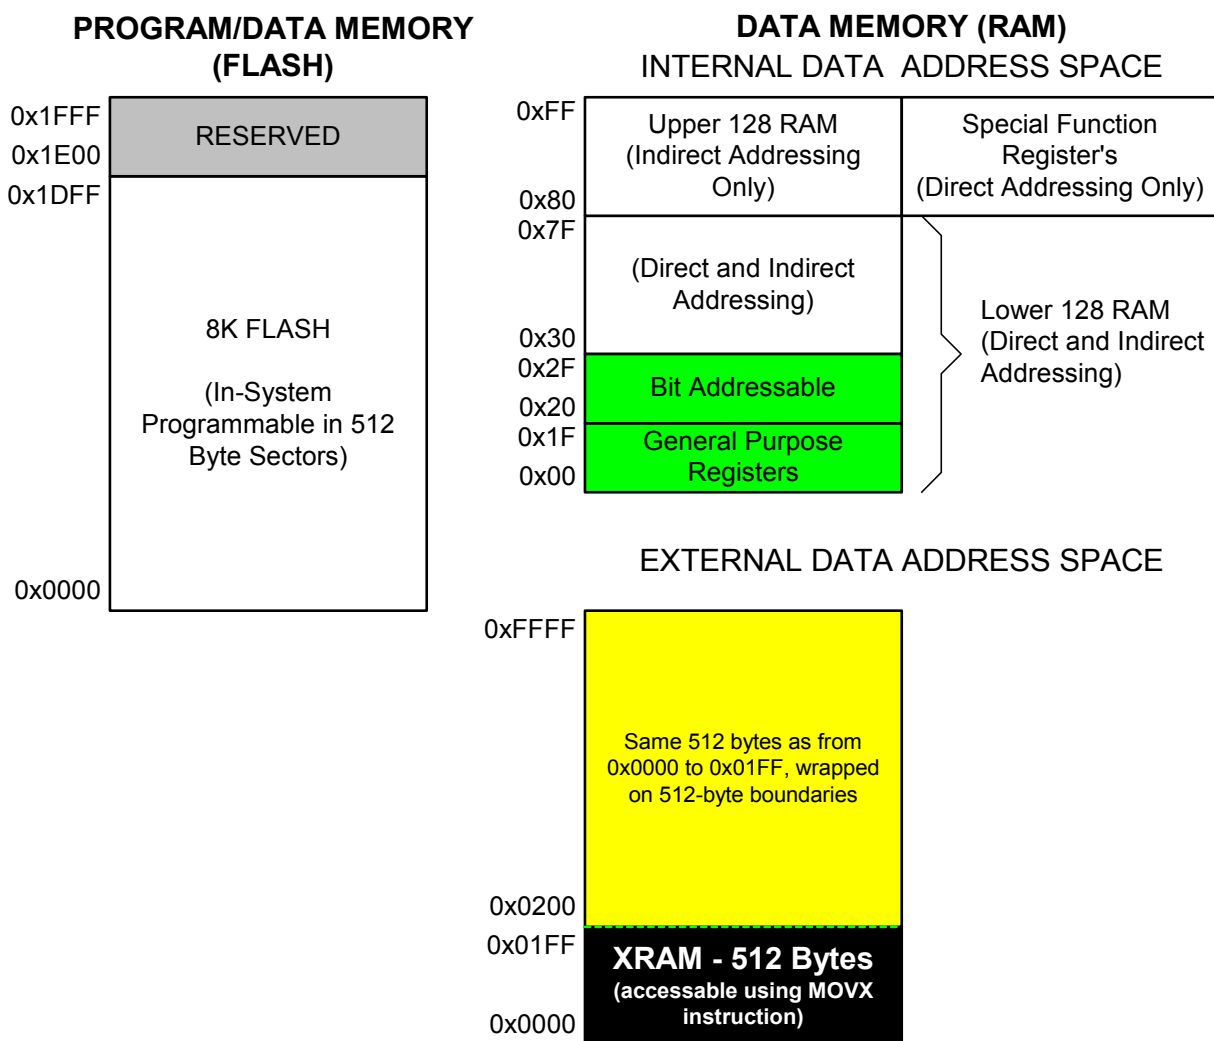 PROGRAM/DATA MEMORY
(FLASH)
0x1FFF
RESERVED
0x1E00
0x1DFF
8K FLASH
(In-System
Programmable in 512
Byte Sectors)
0x0000
DATA MEMORY (RAM)
INTERNAL DATA ADDRESS SPACE
0xFF
Upper 128 RAM
(Indirect Addressing
Only)
Special Function
Register's
(Direct Addressing Only)
0x80
0x7F
(Direct and Indirect
Addressing)
0x30
Lower 128 RAM
(Direct and Indirect
Addressing)
0x2F
Bit Addressable
0x20
0x1F
General Purpose
Registers
0x00
EXTERNAL DATA ADDRESS SPACE
0xFFFF
Same 512 bytes as from
0x0000 to 0x01FF, wrapped
on 512-byte boundaries
0x0200
0x01FF
XRAM - 512 Bytes
(accessable using MOVX
instruction)
0x0000